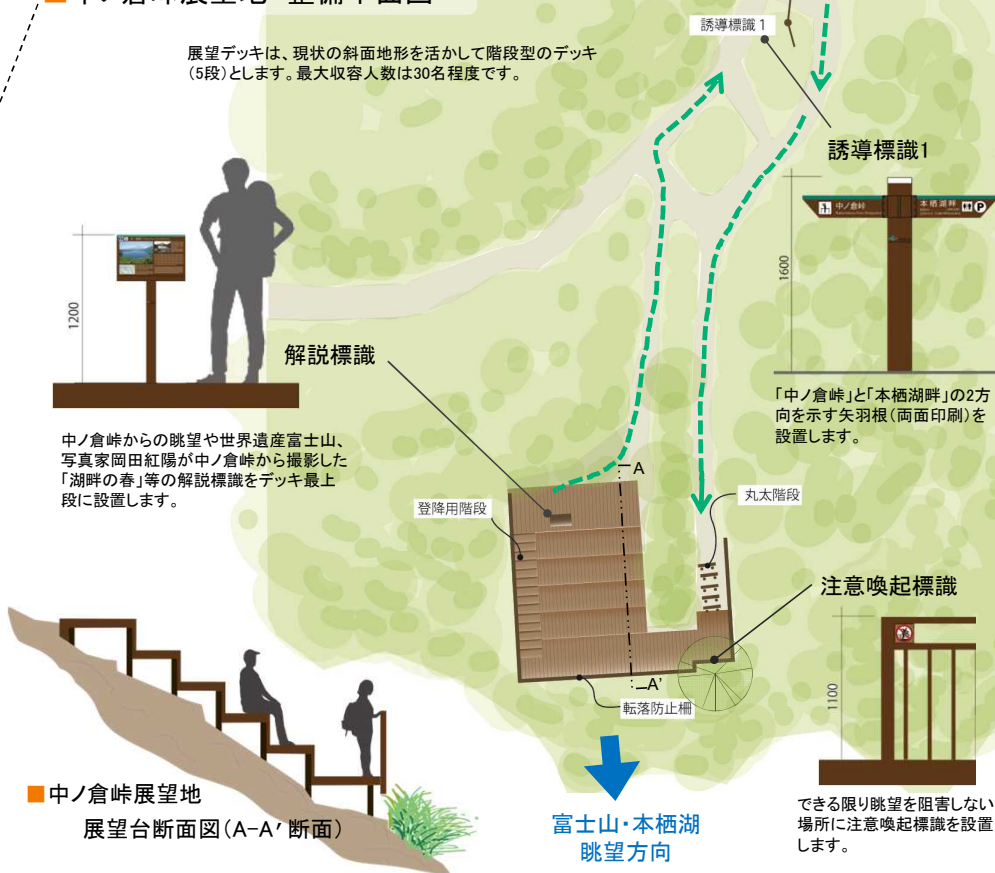 ■中ノ倉峠展望地 整備平面図
展望デッキは、現状の斜面地形を活かして階段型のデッキ
(5段)とします。最大収容人数は30名程度です。
誘導標識1
誘導標識1
中ノ倉峠
本栖湖畔
P
1600
「中ノ倉峠」と「本栖湖畔」の2方
向を示す矢羽根(両面印刷)を
設置します。
1200
解説標識
中ノ倉峠からの眺望や世界遺産富士山、
写真家岡田紅陽が中ノ倉峠から撮影した
「湖畔の春」等の解説標識をデッキ最上
段に設置します。
登降用階段
A
丸太階段
注意喚起標識
A'
転落防止柵
1100
できる限り眺望を阻害しない
場所に注意喚起標識を設置
します。
■中ノ倉峠展望地
展望台断面図(A-A'断面)
富士山・本栖湖
眺望方向